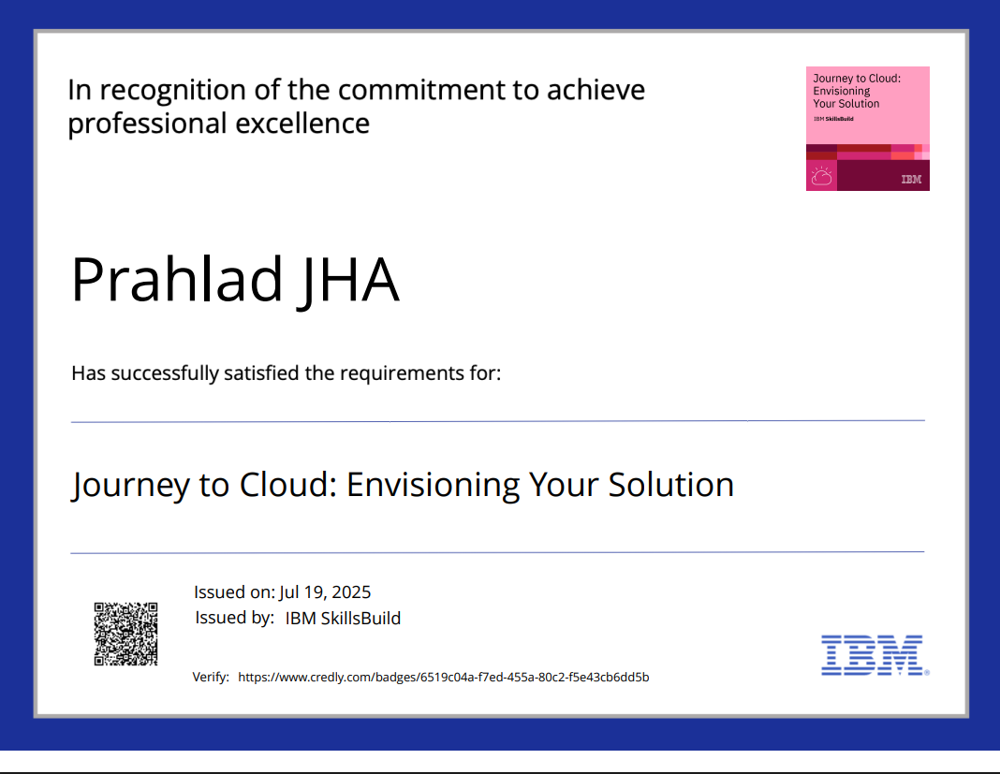 In recognition of the commitment to achieve
professional excellence
Journey to Cloud:
Envisioning
Your Solution
IBM SkillsBuild
IBM
Prahlad JHA
Has successfully satisfied the requirements for:
Journey to Cloud: Envisioning Your Solution
Issued on: Jul 19, 2025
Issued by: IBM SkillsBuild
Verify: https://www.credly.com/badges/6519c04a-f7ed-455a-80c2-f5e43cb6dd5b
IBM®